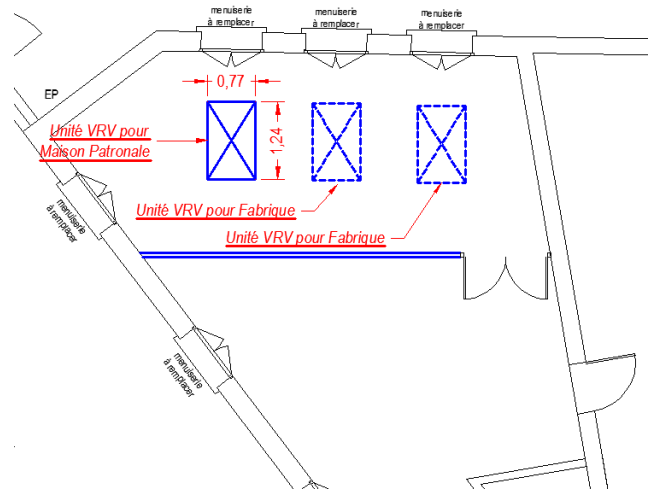 menuiserie
à remplacer
menuiserie
à remplacer
menuiserie
à remplacer
0,77
EP
Unité VRV pour
Maison Patronale
1,24
Unité VRV pour Fabrique
Unité VRV pour Fabrique
menuiserie
à remplacer
menuiserie
à remplacer